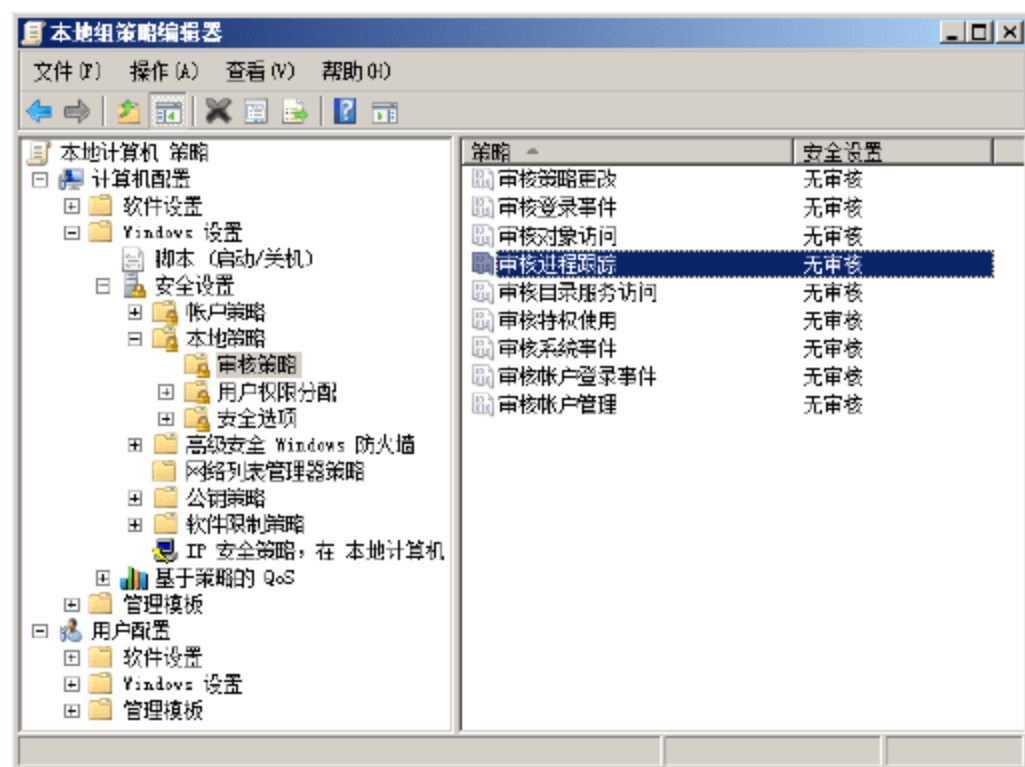 本地组策略编辑器
文件(F) 操作(A) 查看(V) 帮助(H)
本地计算机 策略
计算机配置
软件设置
Windows 设置
脚本 (启动/关机)
安全设置
帐户策略
本地策略
审核策略
用户权限分配
安全选项
高级安全 Windows 防火墙
网络列表管理器策略
公钥策略
软件限制策略
IP 安全策略，在 本地计算机
基于策略的 QoS
管理模板
用户配置
软件设置
Windows 设置
管理模板
策略 安全设置
审核策略更改 无审核
审核登录事件 无审核
审核对象访问 无审核
审核进程跟踪 无审核
审核目录服务访问 无审核
审核特权使用 无审核
审核系统事件 无审核
审核帐户登录事件 无审核
审核帐户管理 无审核